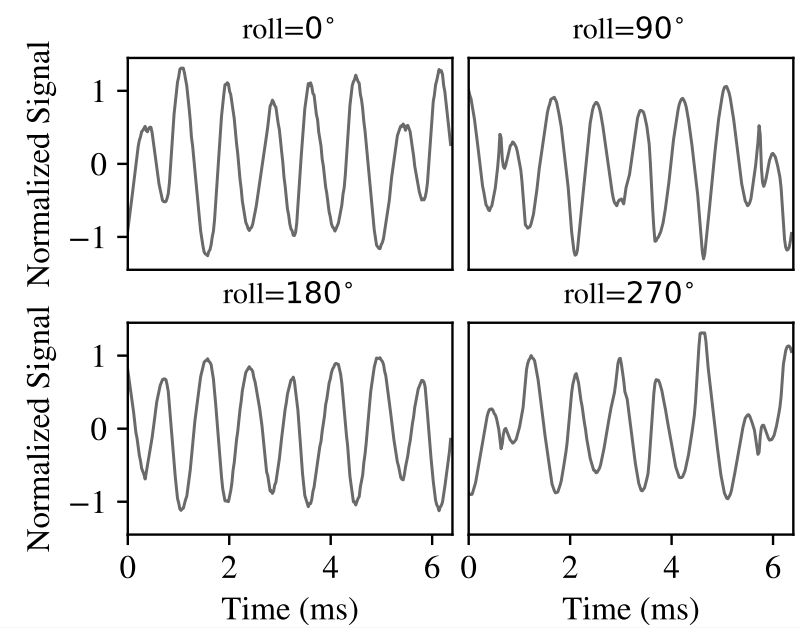 roll=0° roll=90°
Normalized Signal
1
0
−1
roll=180° roll=270°
Normalized Signal
1
0
−1
0 2 4 6 0 2 4 6
Time (ms) Time (ms)